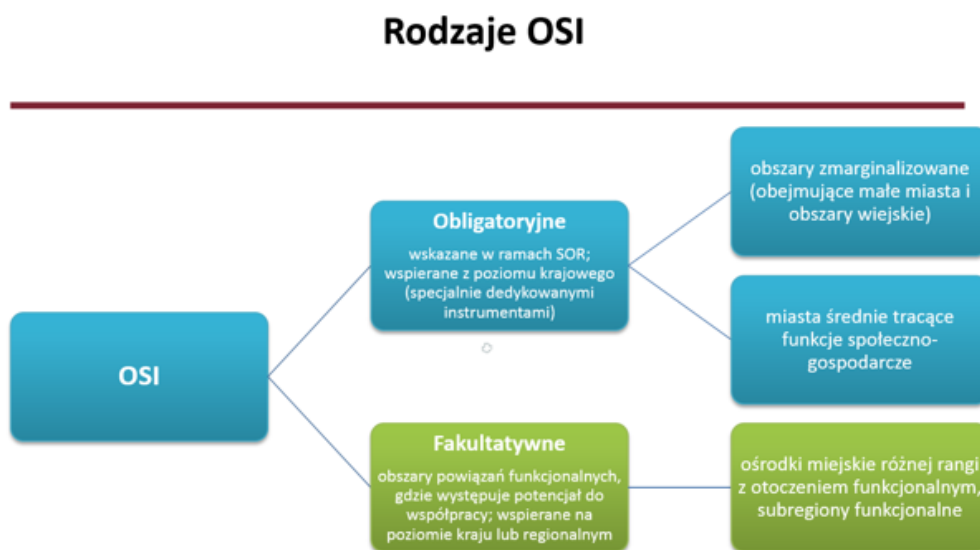 Rodzaje OSI
OSI
Obligatoryjne
wskazane w ramach SOR;
wspierane z poziomu krajowego
(specjalnie dedykowanymi
instrumentami)
obszary zmarginalizowane
(obejmujące małe miasta i
obszary wiejskie)
miasta średnie tracące
funkcje społeczno-
gospodarcze
Fakultatywne
obszary powiązań funkcjonalnych,
gdzie występuje potencjał do
współpracy; wspierane na
poziomie kraju lub regionalnym
ośrodki miejskie różnej rangi
z otoczeniem funkcjonalnym,
subregiony funkcjonalne